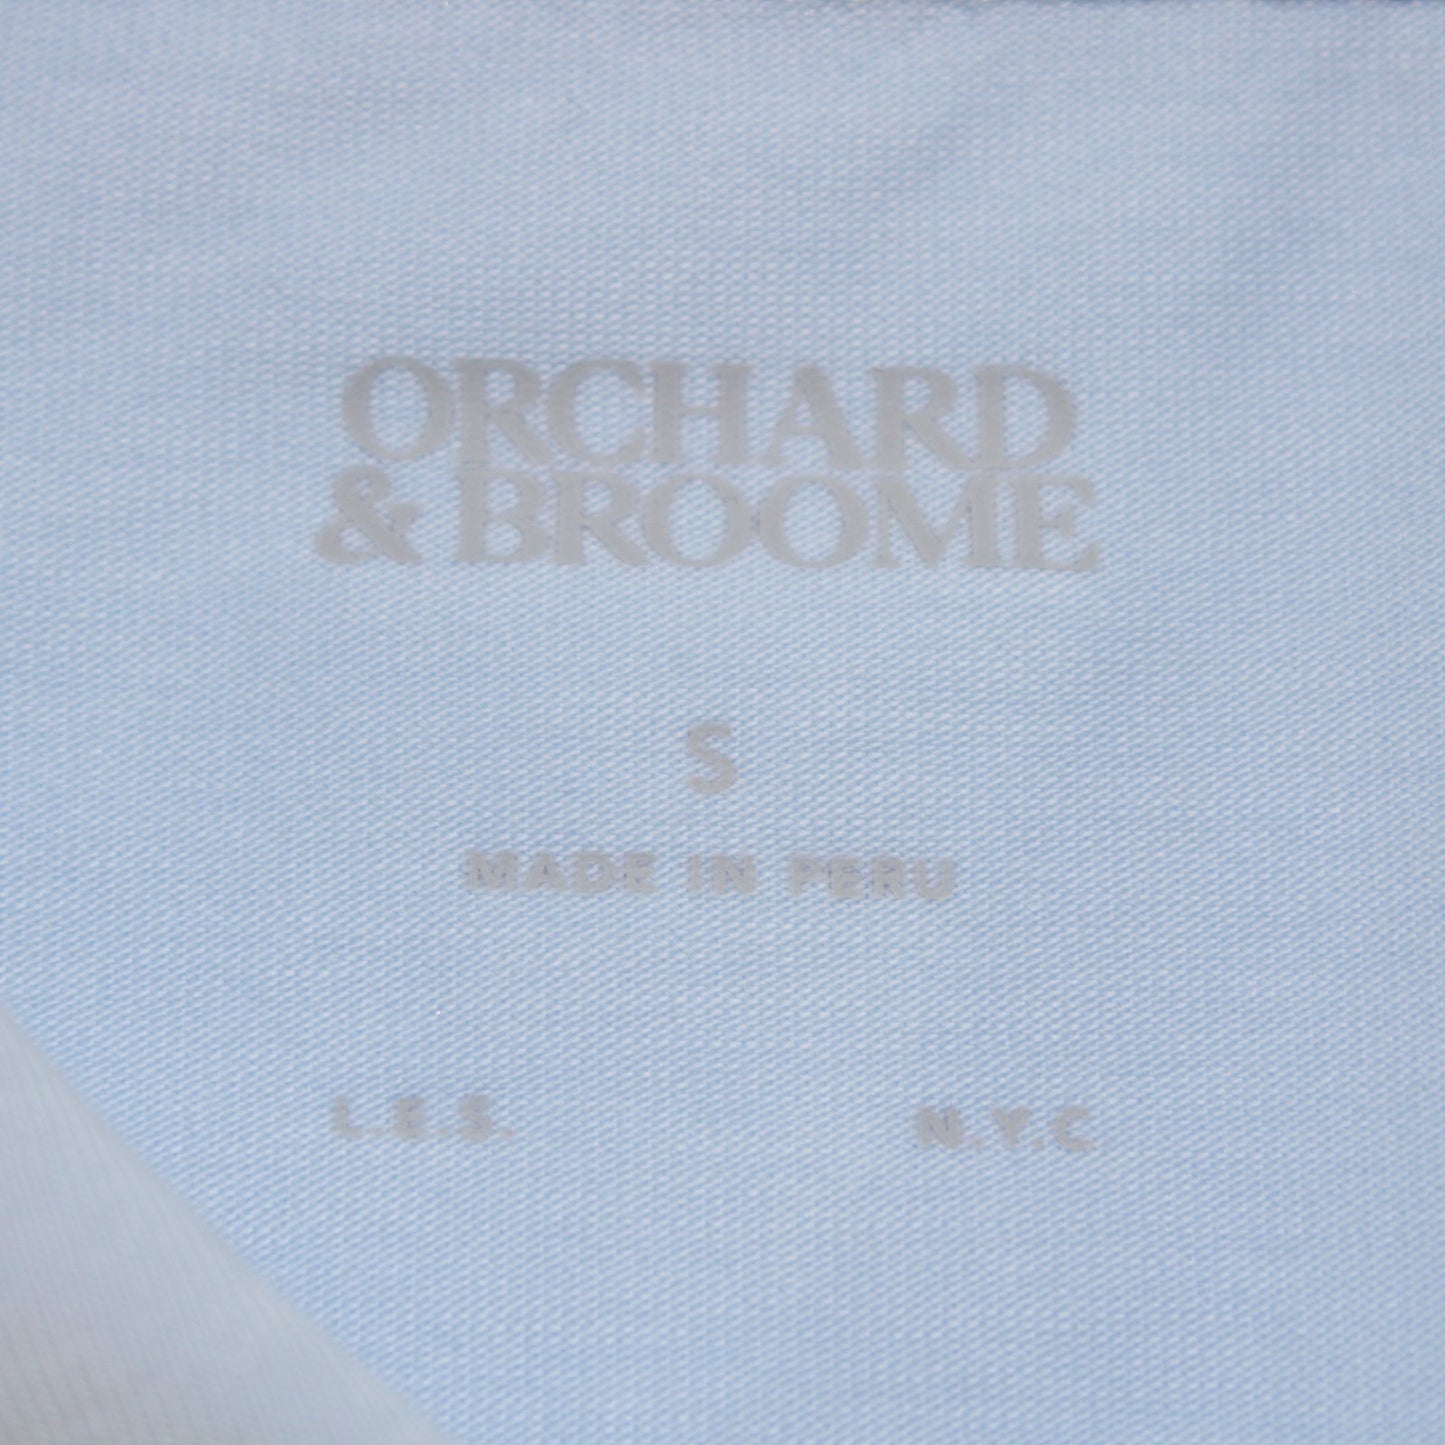 ORCHARD
& BROOME
S
MADE IN PERU
L.E.S. N.Y.C.